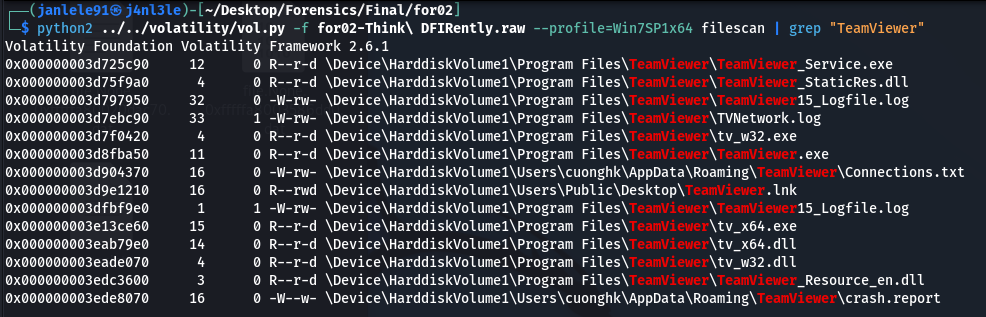 ┌──(janlele91㉿j4nl3le)-[~/Desktop/Forensics/Final/for02]
└─$ python2 ../../volatility/vol.py -f for02-Think\ DFIRently.raw --profile=Win7SP1x64 filescan | grep "TeamViewer"
Volatility Foundation Volatility Framework 2.6.1
0x000000003d725c90     12      0 R--r-d \Device\HarddiskVolume1\Program Files\TeamViewer\TeamViewer_Service.exe
0x000000003d75f9a0      4      0 R--r-d \Device\HarddiskVolume1\Program Files\TeamViewer\TeamViewer_StaticRes.dll
0x000000003d797950     32      0 -W-rw- \Device\HarddiskVolume1\Program Files\TeamViewer\TeamViewer15_Logfile.log
0x000000003d7ebc90     33      1 -W-rw- \Device\HarddiskVolume1\Program Files\TeamViewer\TVNetwork.log
0x000000003d7f0420      4      0 R--r-d \Device\HarddiskVolume1\Program Files\TeamViewer\tv_w32.exe
0x000000003d8fba50     11      0 R--r-d \Device\HarddiskVolume1\Program Files\TeamViewer\TeamViewer.exe
0x000000003d904370     16      0 -W-rw- \Device\HarddiskVolume1\Users\cuonghk\AppData\Roaming\TeamViewer\Connections.txt
0x000000003d9e1210     16      0 R--rwd \Device\HarddiskVolume1\Users\Public\Desktop\TeamViewer.lnk
0x000000003dfbf9e0      1      1 -W-rw- \Device\HarddiskVolume1\Program Files\TeamViewer\TeamViewer15_Logfile.log
0x000000003e13ce60     15      0 R--r-d \Device\HarddiskVolume1\Program Files\TeamViewer\tv_x64.exe
0x000000003eab79e0     14      0 R--r-d \Device\HarddiskVolume1\Program Files\TeamViewer\tv_x64.dll
0x000000003eade070      4      0 R--r-d \Device\HarddiskVolume1\Program Files\TeamViewer\tv_w32.dll
0x000000003edc3600      3      0 R--r-d \Device\HarddiskVolume1\Program Files\TeamViewer\TeamViewer_Resource_en.dll
0x000000003ede8070     16      0 -W--w- \Device\HarddiskVolume1\Users\cuonghk\AppData\Roaming\TeamViewer\crash.report